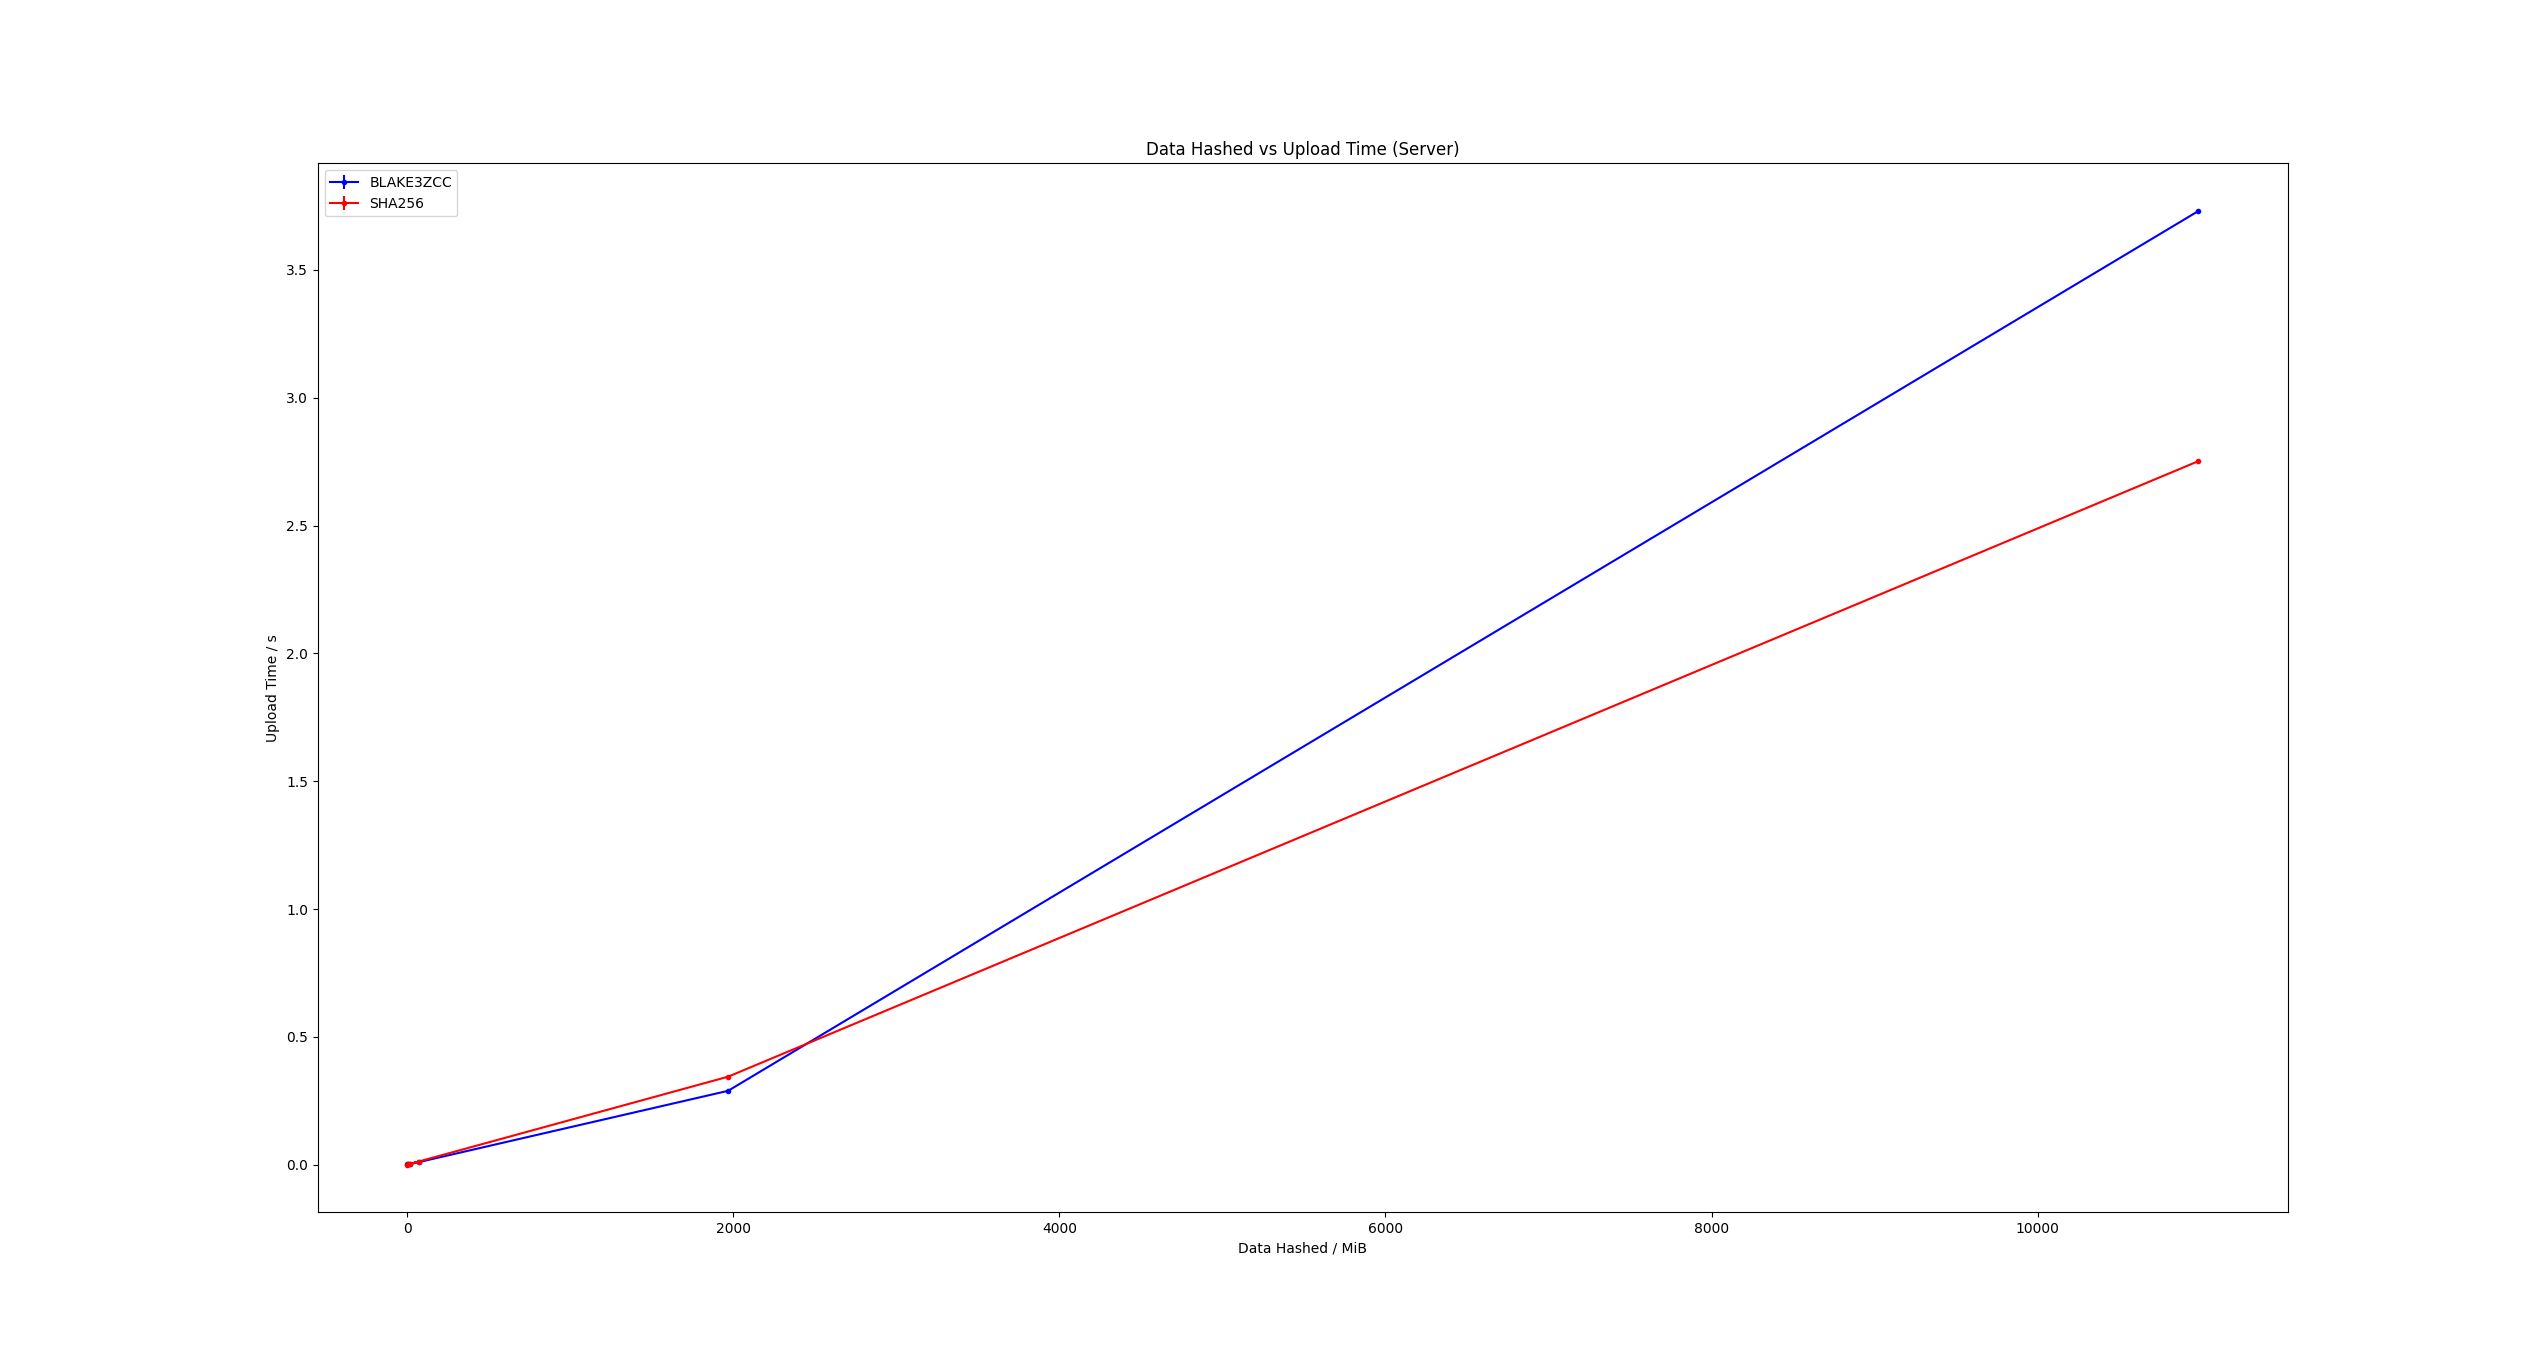 Data Hashed vs Upload Time (Server)
BLAKE3ZCC
SHA256
3.5
3.0
2.5
2.0
1.5
1.0
0.5
0.0
Upload Time / s
0 2000 4000 6000 8000 10000
Data Hashed / MiB